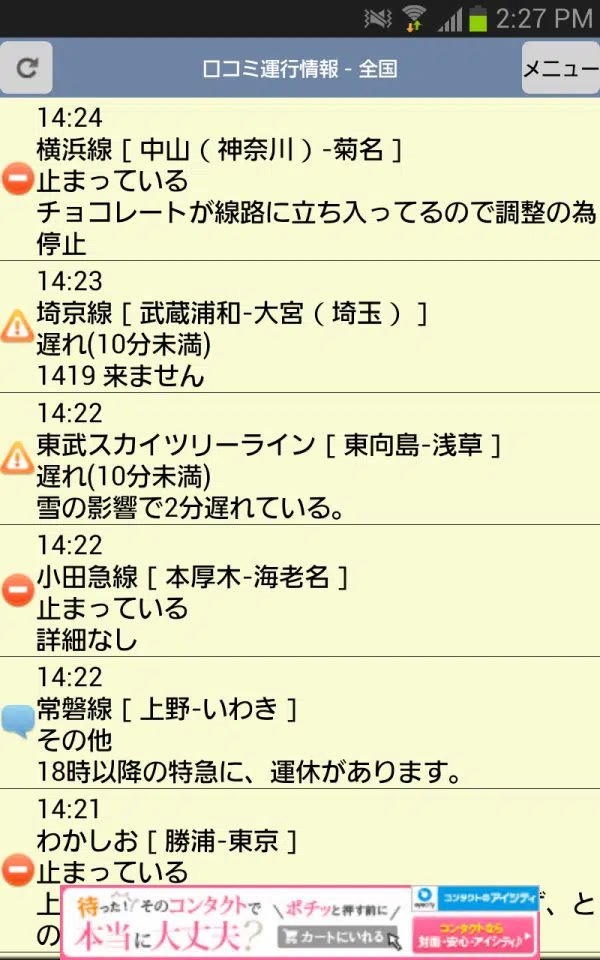 2:27 PM
口コミ運行情報 - 全国
メニュー
14:24
横浜線 [ 中山 ( 神奈川 ) -菊名 ]
止まっている
チョコレートが線路に立ち入ってるので調整の為
停止
14:23
埼京線 [ 武蔵浦和-大宮 ( 埼玉 ) ]
遅れ(10分未満)
1419 来ません
14:22
東武スカイツリーライン [ 東向島-浅草 ]
遅れ(10分未満)
雪の影響で2分遅れている。
14:22
小田急線 [ 本厚木-海老名 ]
止まっている
詳細なし
14:22
常磐線 [ 上野-いわき ]
その他
18時以降の特急に、運休があります。
14:21
わかしお [ 勝浦-東京 ]
止まっている
上
、と
の
待った! そのコンタクトで
本当に大丈夫?
ポチッと押す前に
カートにいれる
コンタクトのアイシティ
コンタクトなら
対面・安心・アイシティ♪